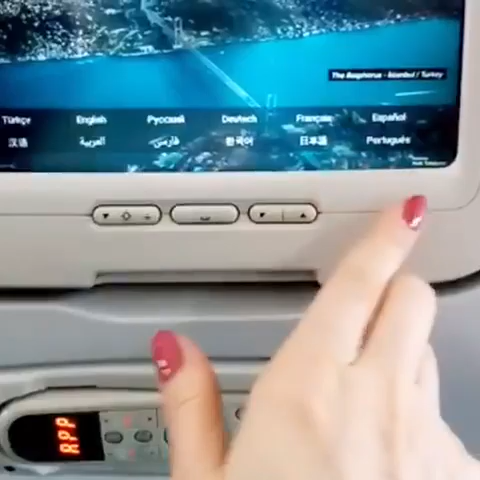 The Bosphorus - Istanbul / Turkey
Türkçe English Русский Deutsch Français Español
汉语 العربية فارسی 한국어 日本語 Português